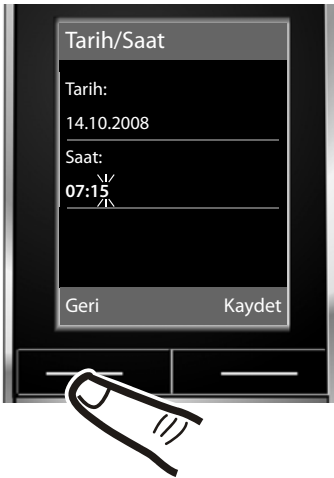 Tarih/Saat
Tarih:
14.10.2008
Saat:
07:15
Geri Kaydet